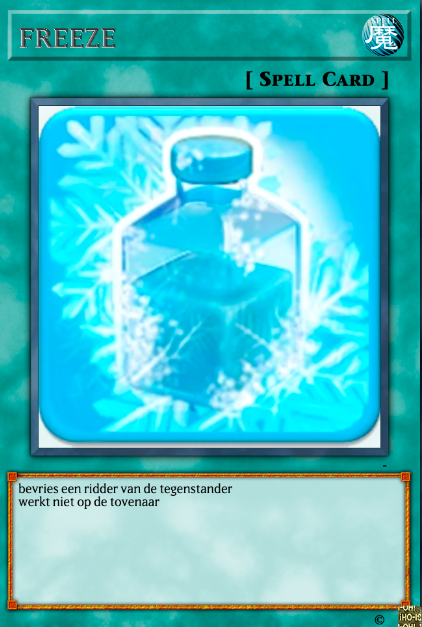 FREEZE
魔
[ SPELL CARD ]
-
bevries een ridder van de tegenstander
werkt niet op de tovenaar
©